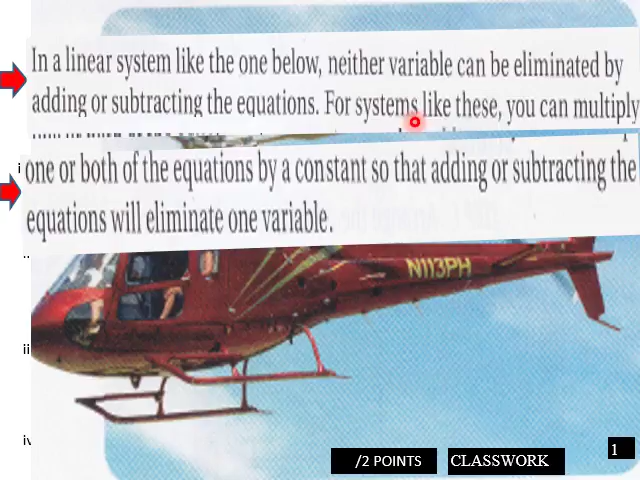 In a linear system like the one below, neither variable can be eliminated by
adding or subtracting the equations. For systems like these, you can multiply
i
one or both of the equations by a constant so that adding or subtracting the
equations will eliminate one variable.
N113PH
ii
iv
1
/2 POINTS
CLASSWORK